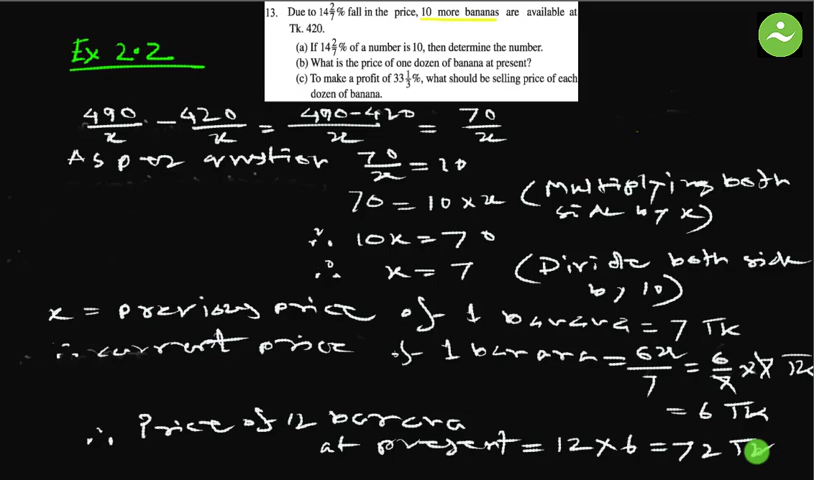 13. Due to 14 2/7 % fall in the price, 10 more bananas are available at
Tk. 420.
(a) If 14 2/7 % of a number is 10, then determine the number.
(b) What is the price of one dozen of banana at present?
(c) To make a profit of 33 1/3 %, what should be selling price of each
dozen of banana.
Ex 2.2
490/x - 420/x = 490-420/x = 70/x
As per question 70/x = 10
70 = 10 × x (Multiplying both
side by x)
∴ 10x = 70
∴ x = 7 (Divide both side
by 10)
x = previous price of 1 banana = 7 Tk
∴ current price of 1 banana = 6x/7 = 6/7 × 7 Tk
= 6 Tk
∴ Price of 12 banana
at present = 12 × 6 = 72 Tk